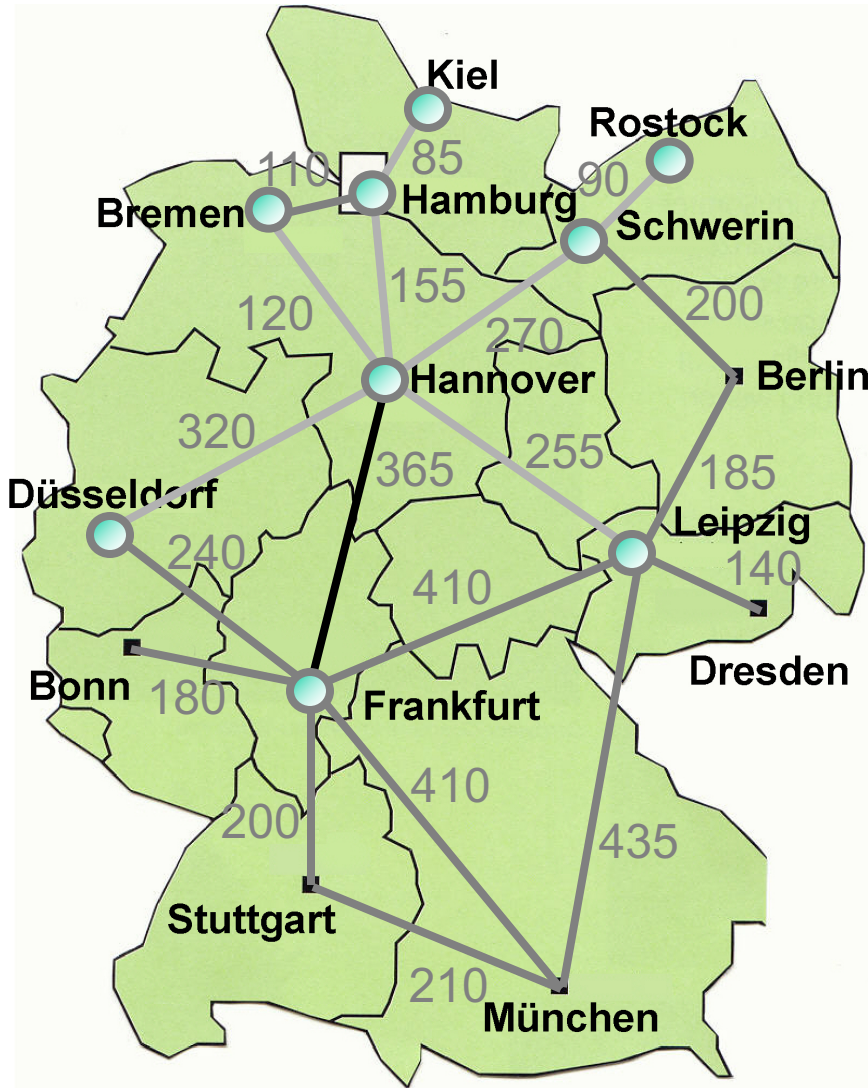 Kiel
Rostock
110
85
90
Bremen
Hamburg
Schwerin
155
200
120
270
Hannover
Berlin
320
365
255
185
Düsseldorf
Leipzig
240
410
140
Bonn
180
Dresden
Frankfurt
410
200
435
Stuttgart
210
München